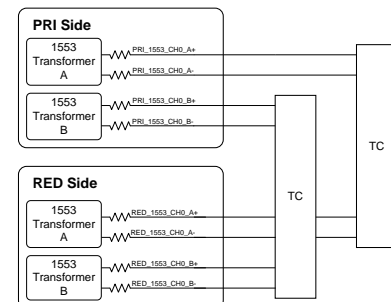 PRI Side
1553
Transformer
A
PRI_1553_CH0_A+
PRI_1553_CH0_A-
1553
Transformer
B
PRI_1553_CH0_B+
PRI_1553_CH0_B-
TC
TC
RED Side
1553
Transformer
A
RED_1553_CH0_A+
RED_1553_CH0_A-
1553
Transformer
B
RED_1553_CH0_B+
RED_1553_CH0_B-